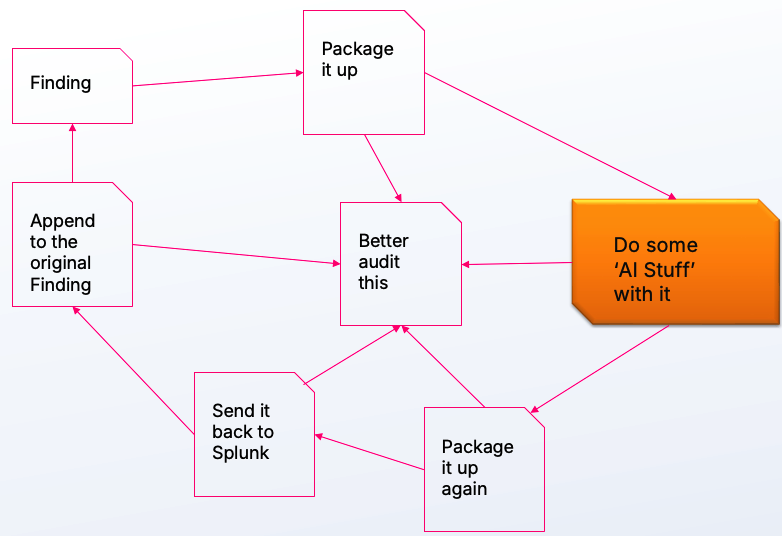 Finding
Package
it up
Append
to the
original
Finding
Better
audit
this
Do some
‘AI Stuff’
with it
Send it
back to
Splunk
Package
it up
again